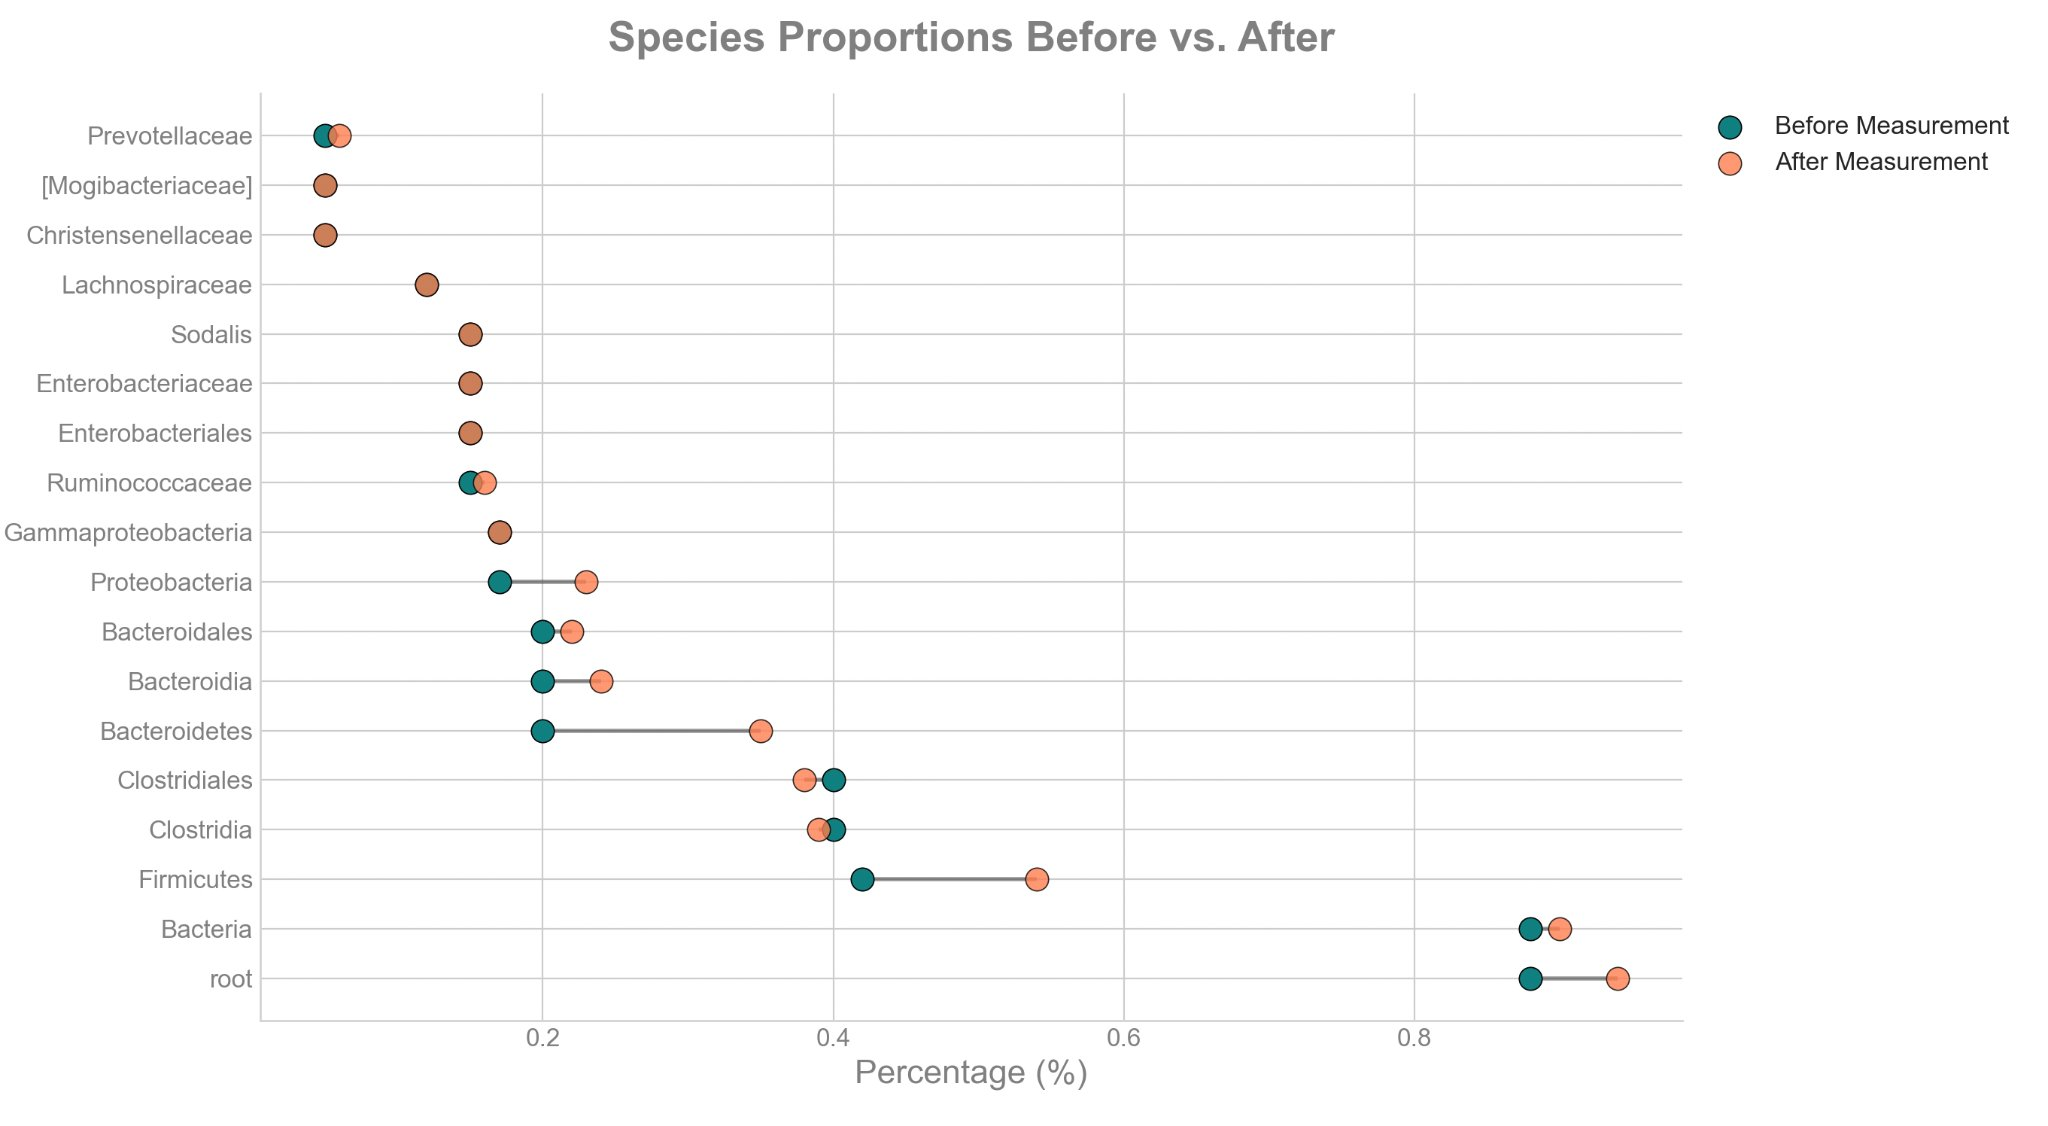 Species Proportions Before vs. After
Before Measurement
After Measurement
Prevotellaceae
[Mogibacteriaceae]
Christensenellaceae
Lachnospiraceae
Sodalis
Enterobacteriaceae
Enterobacteriales
Ruminococcaceae
Gammaproteobacteria
Proteobacteria
Bacteroidales
Bacteroidia
Bacteroidetes
Clostridiales
Clostridia
Firmicutes
Bacteria
root
0.2 0.4 0.6 0.8
Percentage (%)